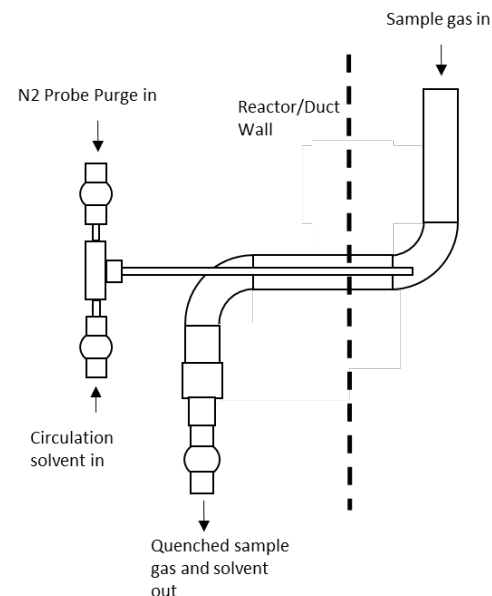 Sample gas in
N2 Probe Purge in
Reactor/Duct
Wall
Circulation
solvent in
Quenched sample
gas and solvent
out